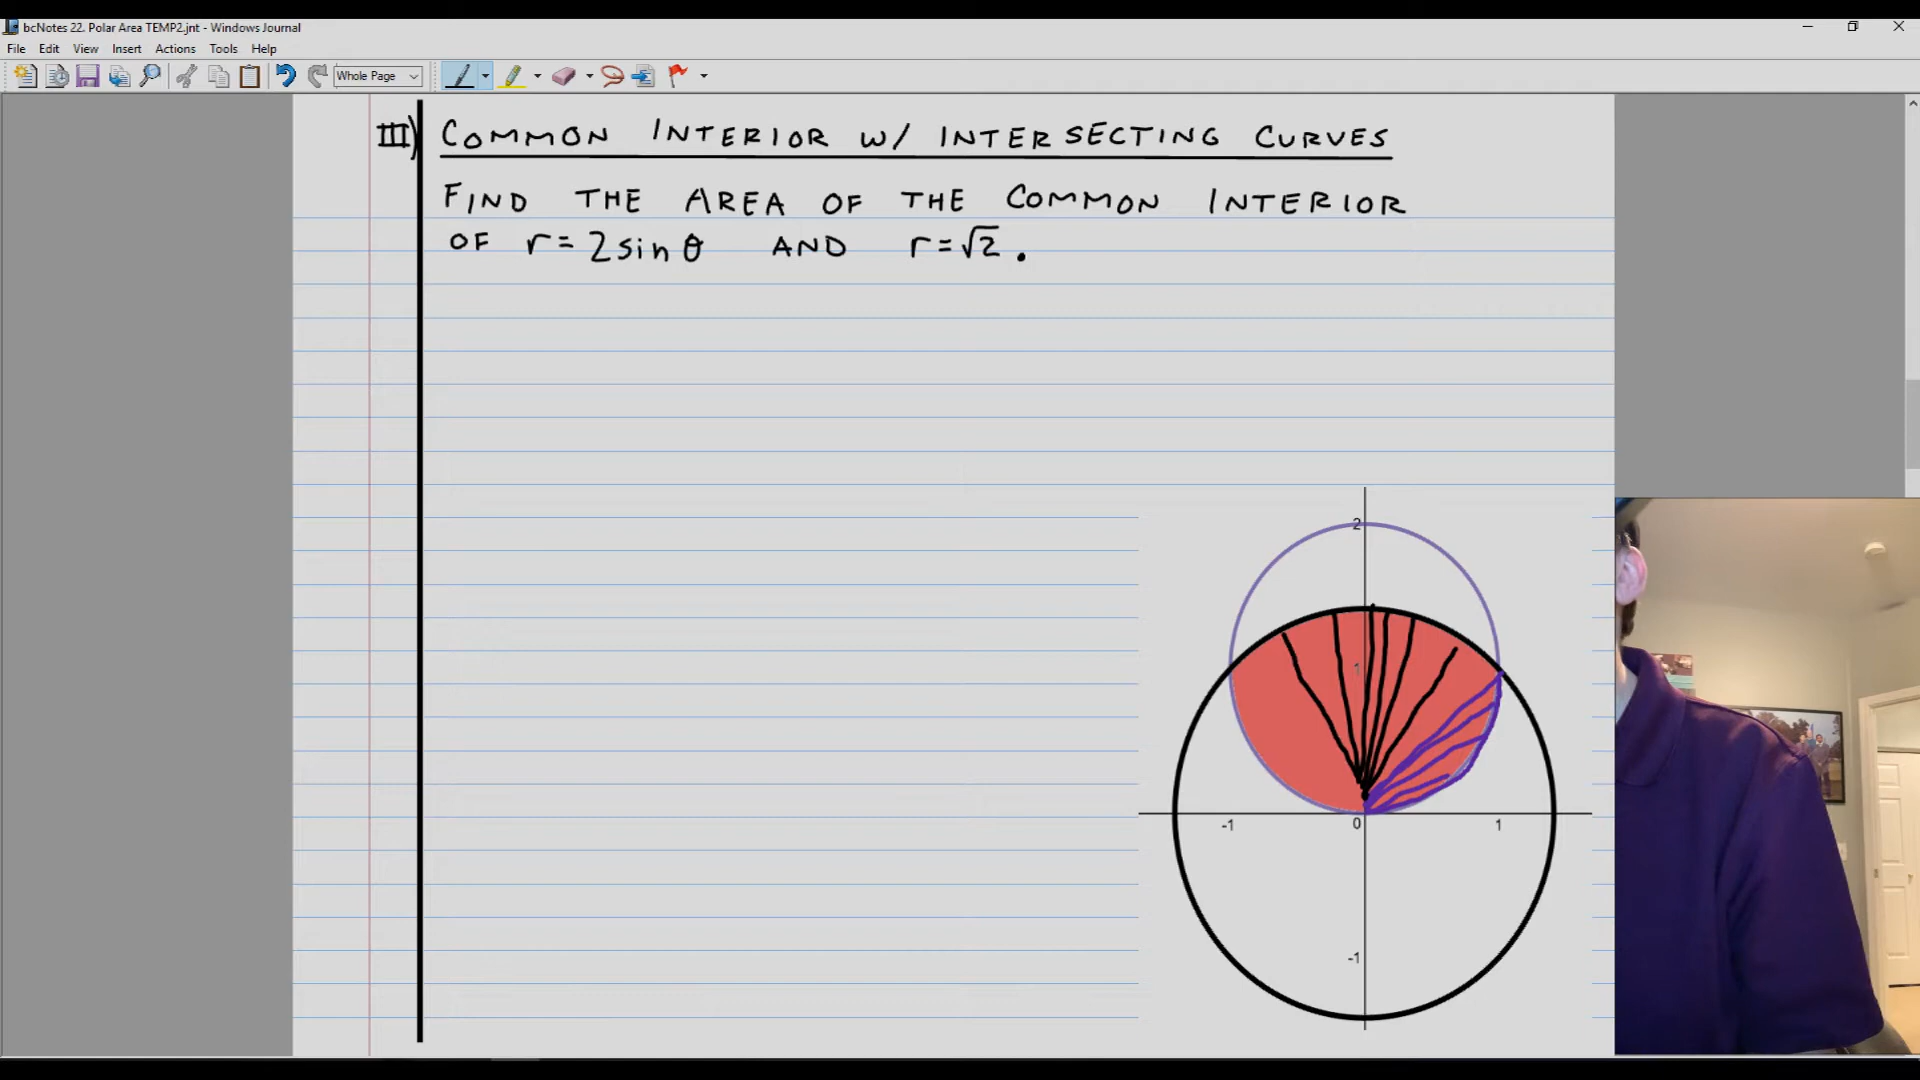 bcNotes 22. Polar Area TEMP2.jnt - Windows Journal
File Edit View Insert Actions Tools Help
Whole Page
III) COMMON INTERIOR W/ INTERSECTING CURVES
FIND THE AREA OF THE COMMON INTERIOR
OF r = 2 sin θ AND r = √2 .
2
1
-1 0 1
-1